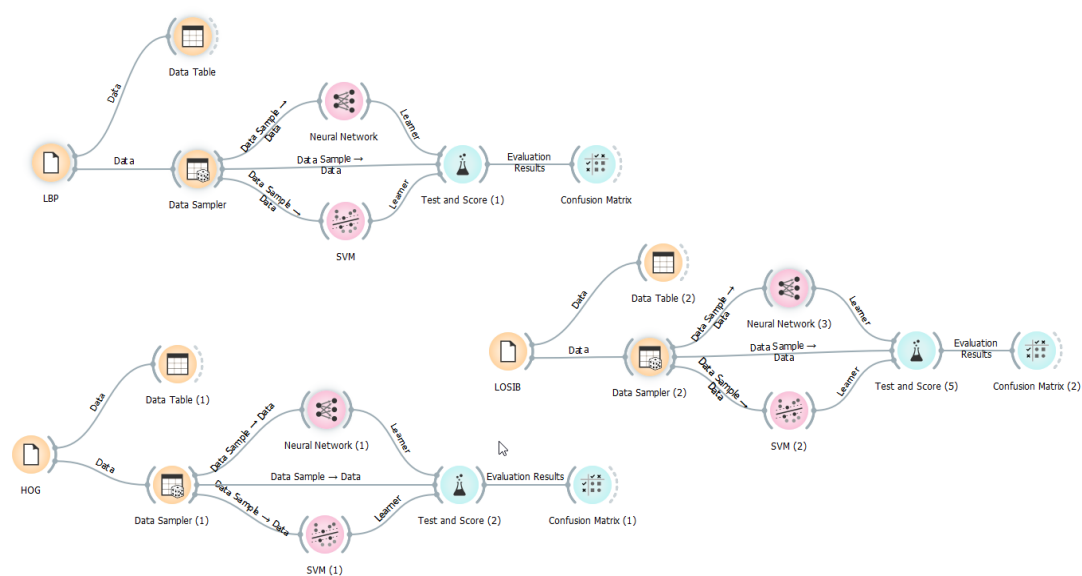 Data Table
Data
Data Sample →
Data
Neural Network
Learner
LBP
Data
Data Sampler
Data Sample →
Data
Test and Score (1)
Evaluation
Results
Confusion Matrix
Data Sample →
Data
Learner
SVM
Data Table (2)
Data
Data Sample →
Data
Neural Network (3)
Learner
LOSIB
Data
Data Sampler (2)
Data Sample →
Data
Test and Score (5)
Evaluation
Results
Confusion Matrix (2)
Data Sample →
Data
Learner
SVM (2)
Data Table (1)
Data
Data Sample → Data
Neural Network (1)
Learner
HOG
Data
Data Sampler (1)
Data Sample → Data
Test and Score (2)
Evaluation Results
Confusion Matrix (1)
Data Sample → Data
Learner
SVM (1)